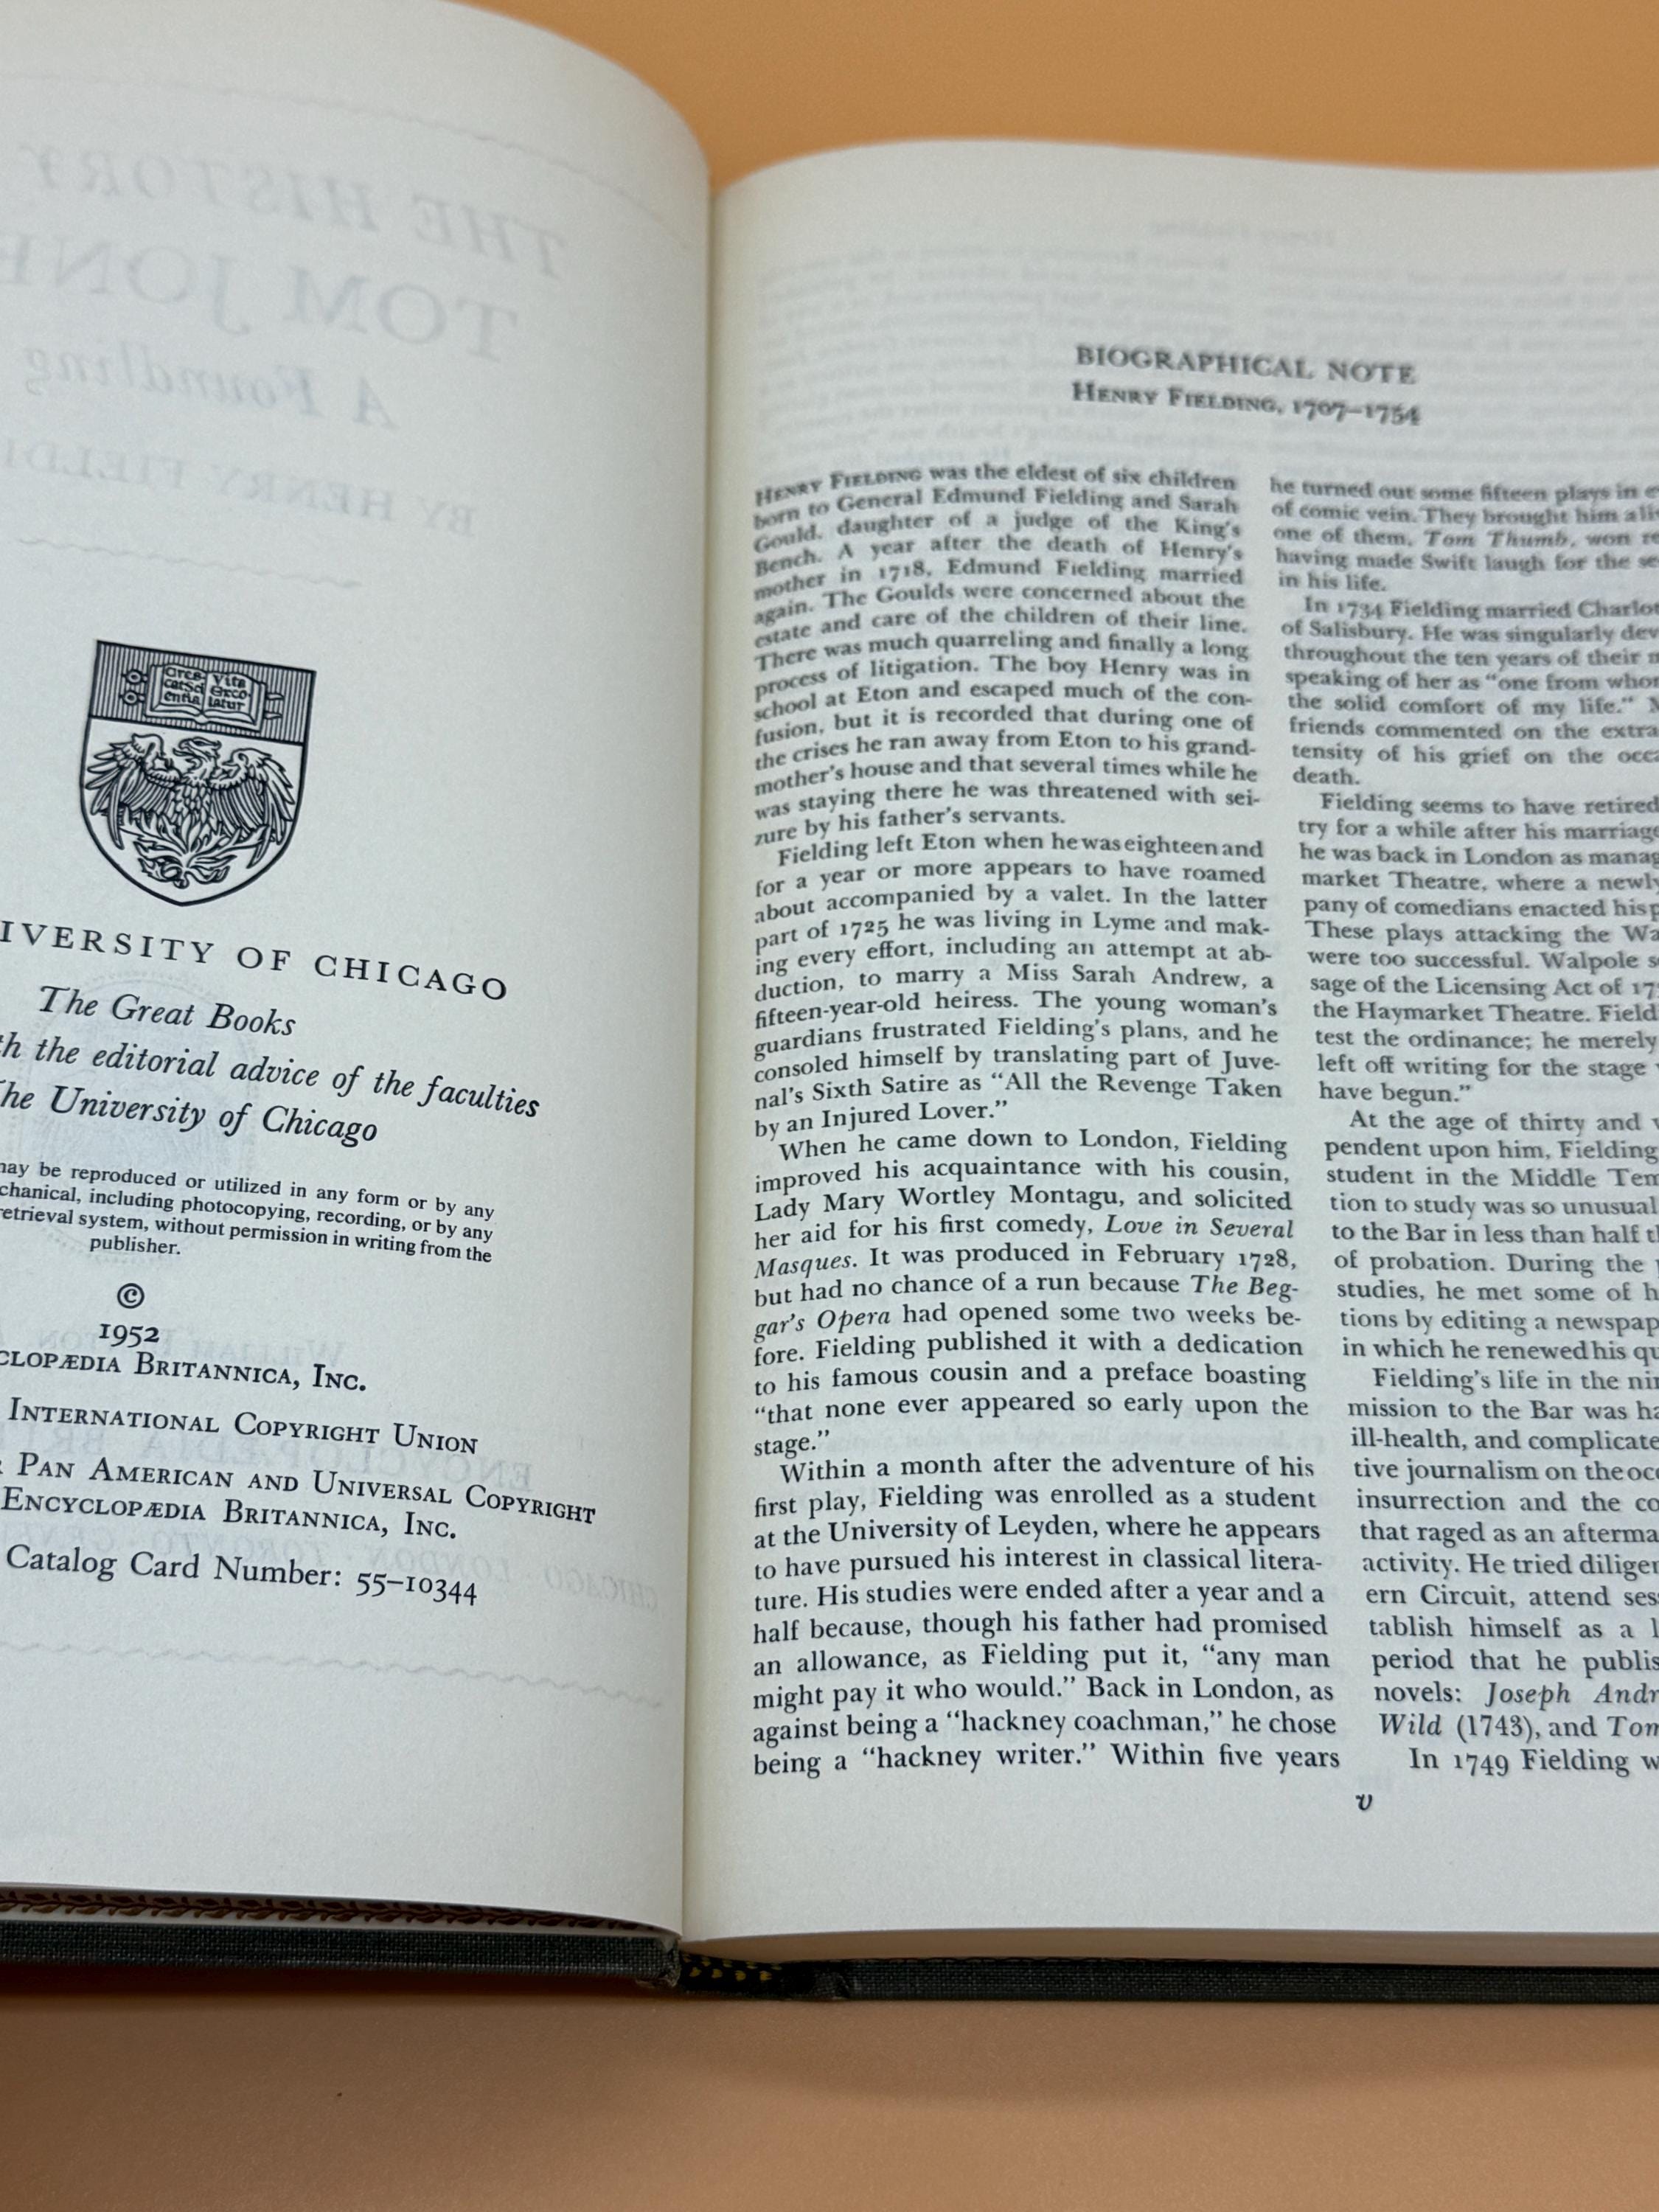 Cres- Vita
catSci exco-
entia latur
IVERSITY OF CHICAGO
The Great Books
the editorial advice of the faculties
University of Chicago
may be reproduced or utilized in any form or by any
chanical, including photocopying, recording, or by any
retrieval system, without permission in writing from the
publisher.
©
1952
CLOPÆDIA BRITANNICA, INC.
INTERNATIONAL COPYRIGHT UNION
PAN AMERICAN AND UNIVERSAL COPYRIGHT
ENCYCLOPÆDIA BRITANNICA, INC.
Catalog Card Number: 55–10344
BIOGRAPHICAL NOTE
HENRY FIELDING, 1707–1754
HENRY FIELDING was the eldest of six children
born to General Edmund Fielding and Sarah
Gould, daughter of a judge of the King's
Bench. A year after the death of Henry's
mother in 1718, Edmund Fielding married
again. The Goulds were concerned about the
estate and care of the children of their line.
There was much quarreling and finally a long
process of litigation. The boy Henry was in
school at Eton and escaped much of the con-
fusion, but it is recorded that during one of
the crises he ran away from Eton to his grand-
mother's house and that several times while he
was staying there he was threatened with sei-
zure by his father's servants.
Fielding left Eton when he was eighteen and
for a year or more appears to have roamed
about accompanied by a valet. In the latter
part of 1725 he was living in Lyme and mak-
ing every effort, including an attempt at ab-
duction, to marry a Miss Sarah Andrew, a
fifteen-year-old heiress. The young woman's
guardians frustrated Fielding's plans, and he
consoled himself by translating part of Juve-
nal's Sixth Satire as "All the Revenge Taken
by an Injured Lover."
When he came down to London, Fielding
improved his acquaintance with his cousin,
Lady Mary Wortley Montagu, and solicited
her aid for his first comedy, Love in Several
Masques. It was produced in February 1728,
but had no chance of a run because The Beg-
gar's Opera had opened some two weeks be-
fore. Fielding published it with a dedication
to his famous cousin and a preface boasting
"that none ever appeared so early upon the
stage."
Within a month after the adventure of his
first play, Fielding was enrolled as a student
at the University of Leyden, where he appears
to have pursued his interest in classical litera-
ture. His studies were ended after a year and a
half because, though his father had promised
an allowance, as Fielding put it, "any man
might pay it who would." Back in London, as
against being a "hackney coachman," he chose
being a "hackney writer." Within five years
he turned out some fifteen plays in
of comic vein. They brought him a
one of them, Tom Thumb, won
having made Swift laugh for the
in his life.
In 1734 Fielding married
of Salisbury. He was singularly
throughout the ten years of their
speaking of her as "one from
the solid comfort of my life."
friends commented on the
tensity of his grief on the
death.
Fielding seems to have retired
try for a while after his marriage
he was back in London as
market Theatre, where a newly
pany of comedians enacted his
These plays attacking the
were too successful. Walpole
sage of the Licensing Act of
the Haymarket Theatre.
test the ordinance; he merely
left off writing for the stage
have begun."
At the age of thirty and
pendent upon him, Fielding
student in the Middle
tion to study was so unusual
to the Bar in less than half
of probation. During the
studies, he met some of
tions by editing a
in which he renewed his
Fielding's life in the
mission to the Bar was
ill-health, and
tive journalism on the
insurrection and the
that raged as an
activity. He tried
ern Circuit, attend
tablish himself as a
period that he
novels: Joseph
Wild (1743), and
In 1749 Fielding
v